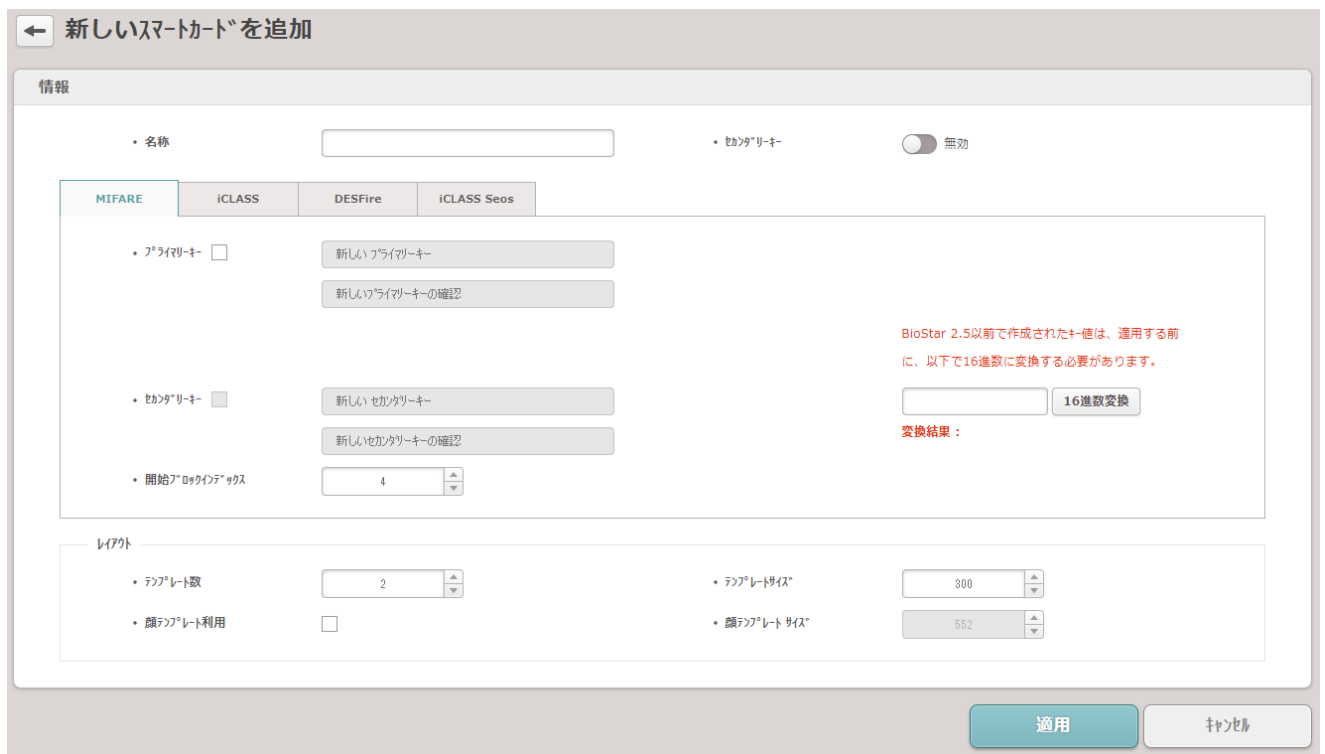 新しいｽﾏｰﾄｶｰﾄﾞを追加
情報
• 名称
• ｾｶﾝﾀﾞﾘｰｷｰ
無効
MIFARE
iCLASS
DESFire
iCLASS Seos
• ﾌﾟﾗｲﾏﾘｰｷｰ
新しい ﾌﾟﾗｲﾏﾘｰｷｰ
新しいﾌﾟﾗｲﾏﾘｰｷｰの確認
BioStar 2.5以前で作成されたｷｰ値は、適用する前
に、以下で16進数に変換する必要があります。
• ｾｶﾝﾀﾞﾘｰｷｰ
新しい ｾｶﾝﾀﾞﾘｰｷｰ
16進数変換
新しいｾｶﾝﾀﾞﾘｰｷｰの確認
変換結果：
• 開始ﾌﾞﾛｯｸｲﾝﾃﾞｯｸｽ
4
ﾚｲｱｳﾄ
• ﾃﾝﾌﾟﾚｰﾄ数
2
• ﾃﾝﾌﾟﾚｰﾄｻｲｽﾞ
300
• 顔ﾃﾝﾌﾟﾚｰﾄ利用
• 顔ﾃﾝﾌﾟﾚｰﾄ ｻｲｽﾞ
552
適用
ｷｬﾝｾﾙ